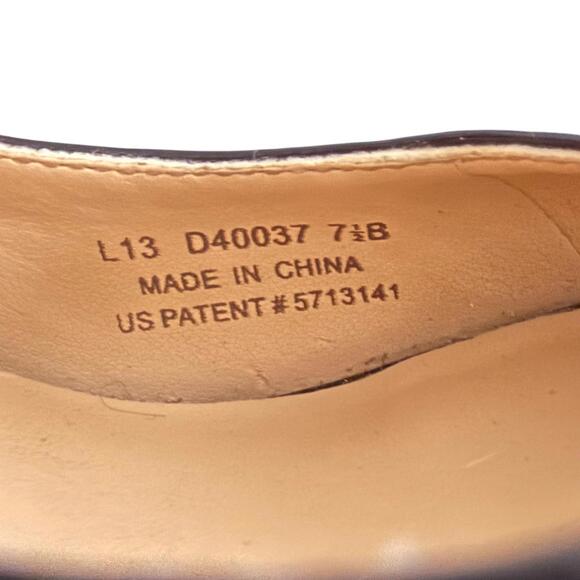 L13 D40037 7½B
MADE IN CHINA
US PATENT # 5713141